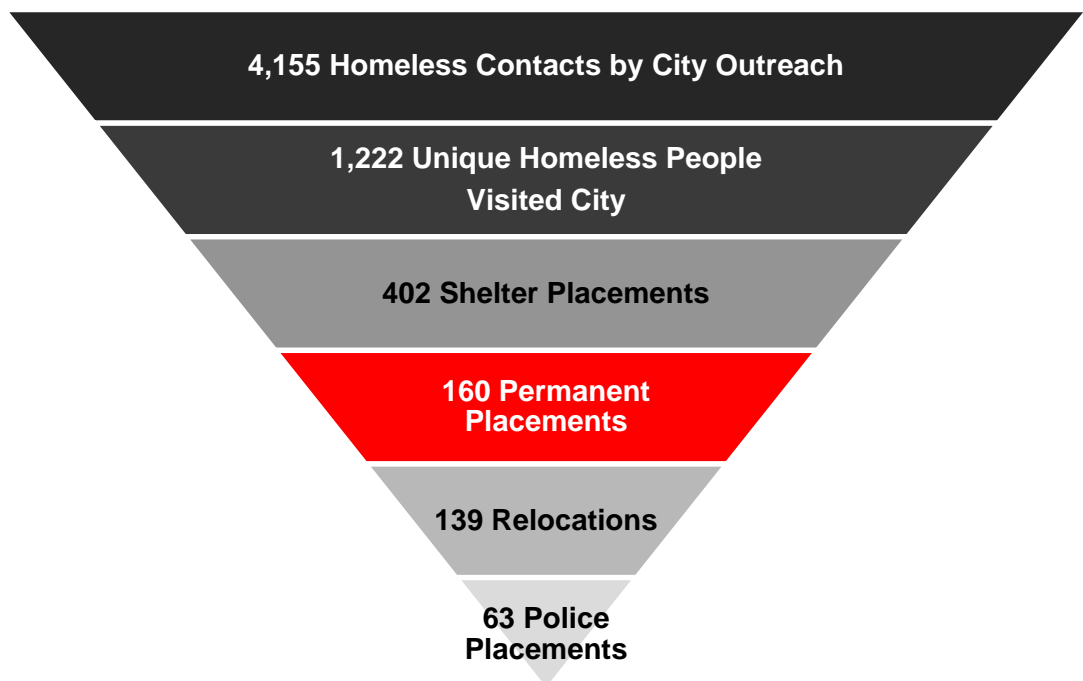 4,155 Homeless Contacts by City Outreach
1,222 Unique Homeless People
Visited City
402 Shelter Placements
160 Permanent
Placements
139 Relocations
63 Police
Placements